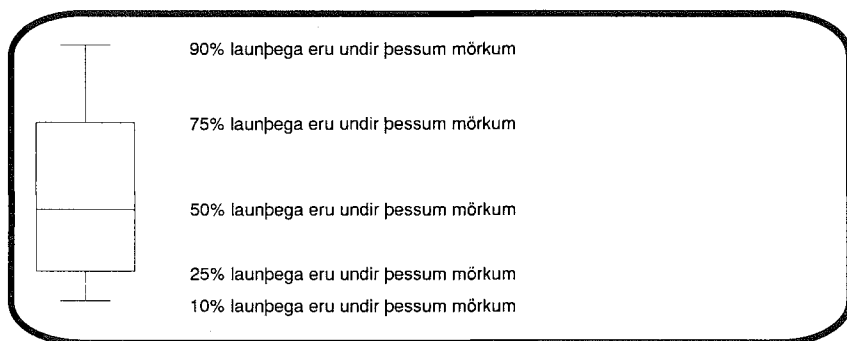 90% launþega eru undir þessum mörkum
75% launþega eru undir þessum mörkum
50% launþega eru undir þessum mörkum
25% launþega eru undir þessum mörkum
10% launþega eru undir þessum mörkum